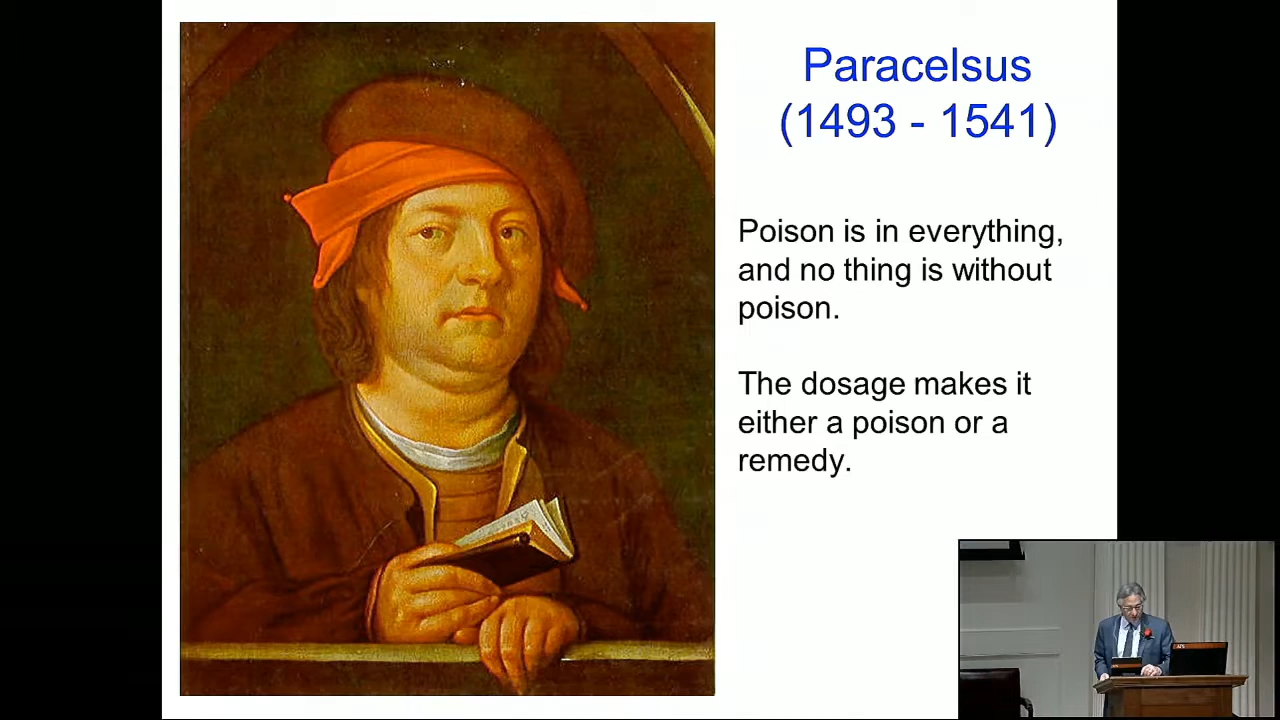 Paracelsus
(1493 - 1541)
Poison is in everything,
and no thing is without
poison.
The dosage makes it
either a poison or a
remedy.